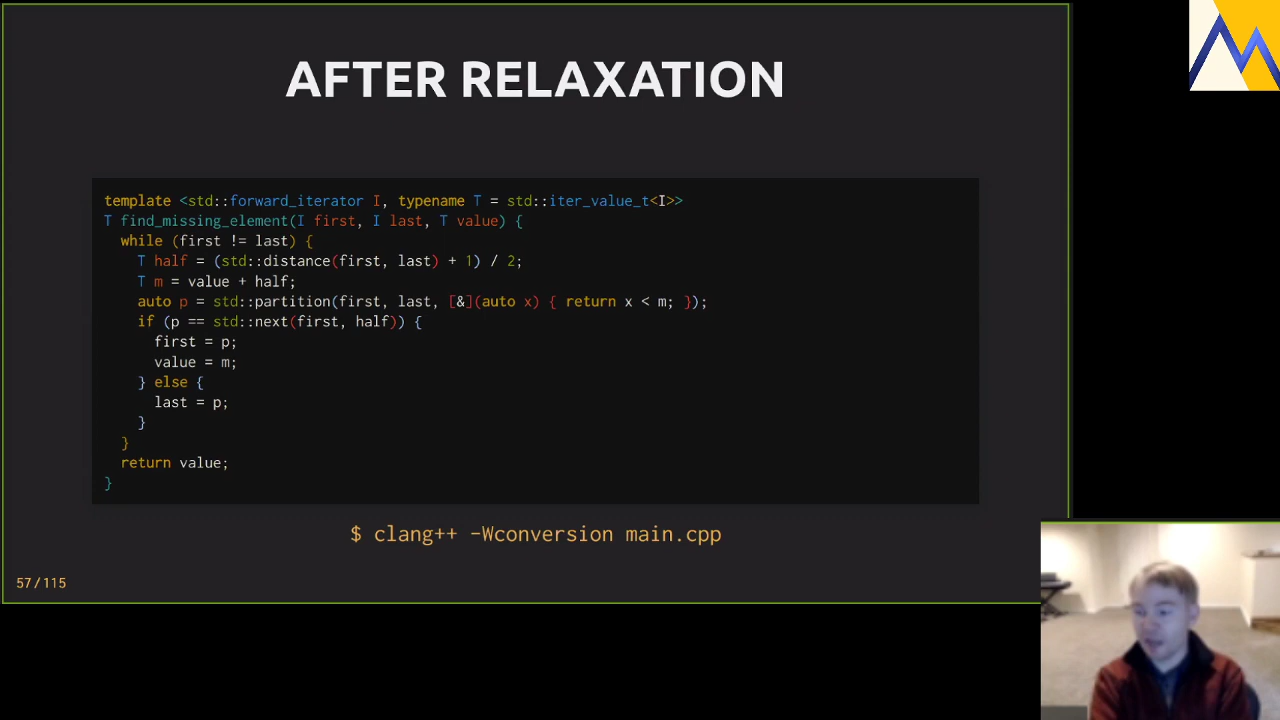 AFTER RELAXATION
template <std::forward_iterator I, typename T = std::iter_value_t<I>>
T find_missing_element(I first, I last, T value) {
while (first != last) {
T half = (std::distance(first, last) + 1) / 2;
T m = value + half;
auto p = std::partition(first, last, [&](auto x) { return x < m; });
if (p == std::next(first, half)) {
first = p;
value = m;
} else {
last = p;
}
}
return value;
}
$ clang++ -Wconversion main.cpp
57/115